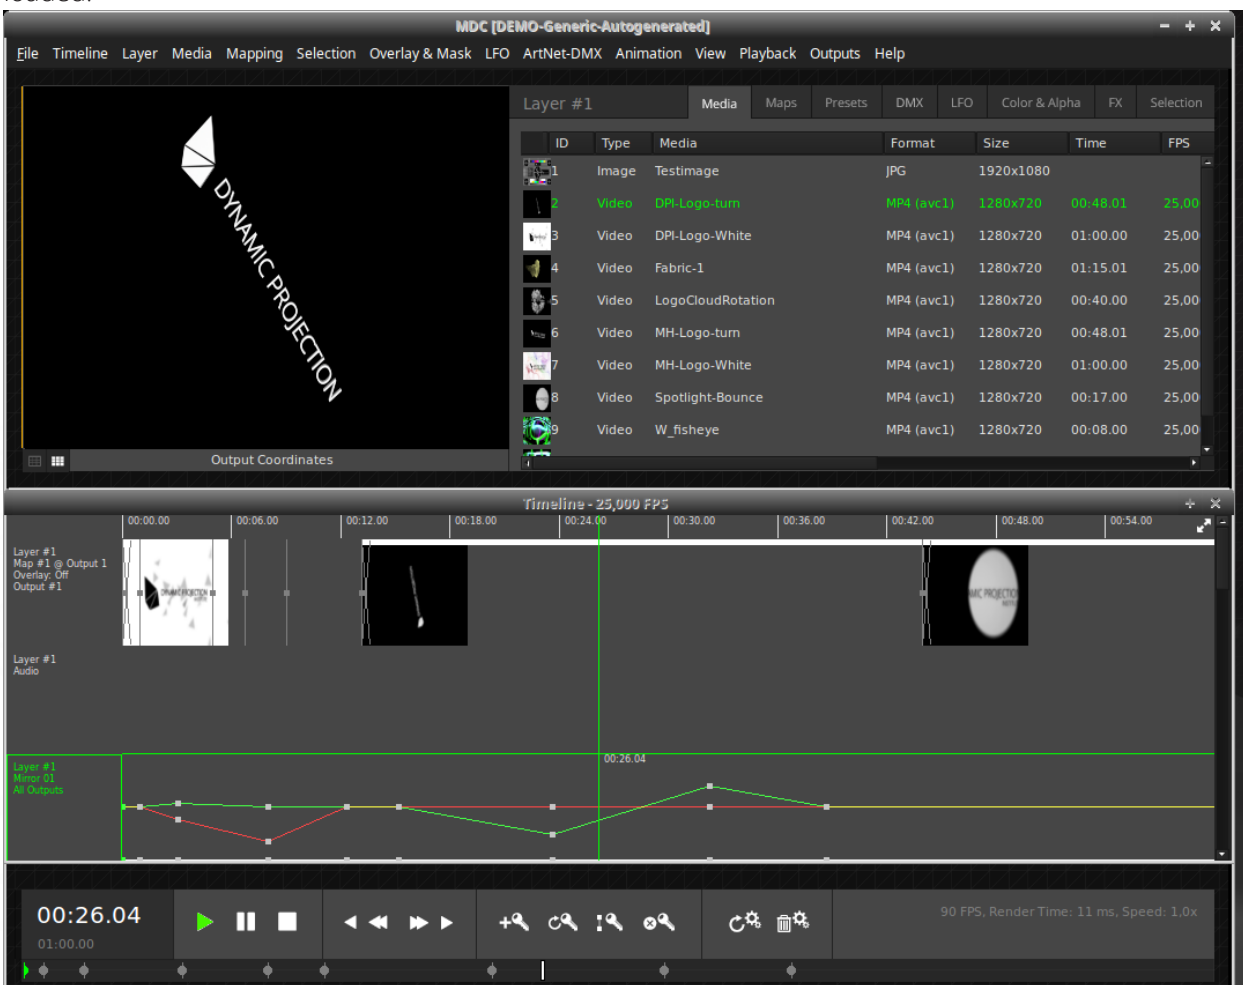 loaded.
MDC [DEMO-Generic-Autogenerated]
File Timeline Layer Media Mapping Selection Overlay & Mask LFO ArtNet-DMX Animation View Playback Outputs Help
Layer #1 Media Maps Presets DMX LFO Color & Alpha FX Selection
ID Type Media Format Size Time FPS
1 Image Testimage JPG 1920x1080
2 Video DPI-Logo-turn MP4 (avc1) 1280x720 00:48.01 25,00
3 Video DPI-Logo-White MP4 (avc1) 1280x720 01:00.00 25,00
4 Video Fabric-1 MP4 (avc1) 1280x720 01:15.01 25,00
5 Video LogoCloudRotation MP4 (avc1) 1280x720 00:40.00 25,00
6 Video MH-Logo-turn MP4 (avc1) 1280x720 00:48.01 25,00
7 Video MH-Logo-White MP4 (avc1) 1280x720 01:00.00 25,00
8 Video Spotlight-Bounce MP4 (avc1) 1280x720 00:17.00 25,00
9 Video W_fisheye MP4 (avc1) 1280x720 00:08.00 25,00
DYNAMIC PROJECTION
Output Coordinates
Timeline - 25,000 FPS
00:00.00 00:06.00 00:12.00 00:18.00 00:24.00 00:30.00 00:36.00 00:42.00 00:48.00 00:54.00
Layer #1
Map #1 @ Output 1
Overlay: Off
Output #1
DYNAMIC PROJECTION
MIC PROJECTIO
Layer #1
Audio
00:26.04
Layer #1
Mirror 01
All Outputs
00:26.04
01:00.00
90 FPS, Render Time: 11 ms, Speed: 1,0x